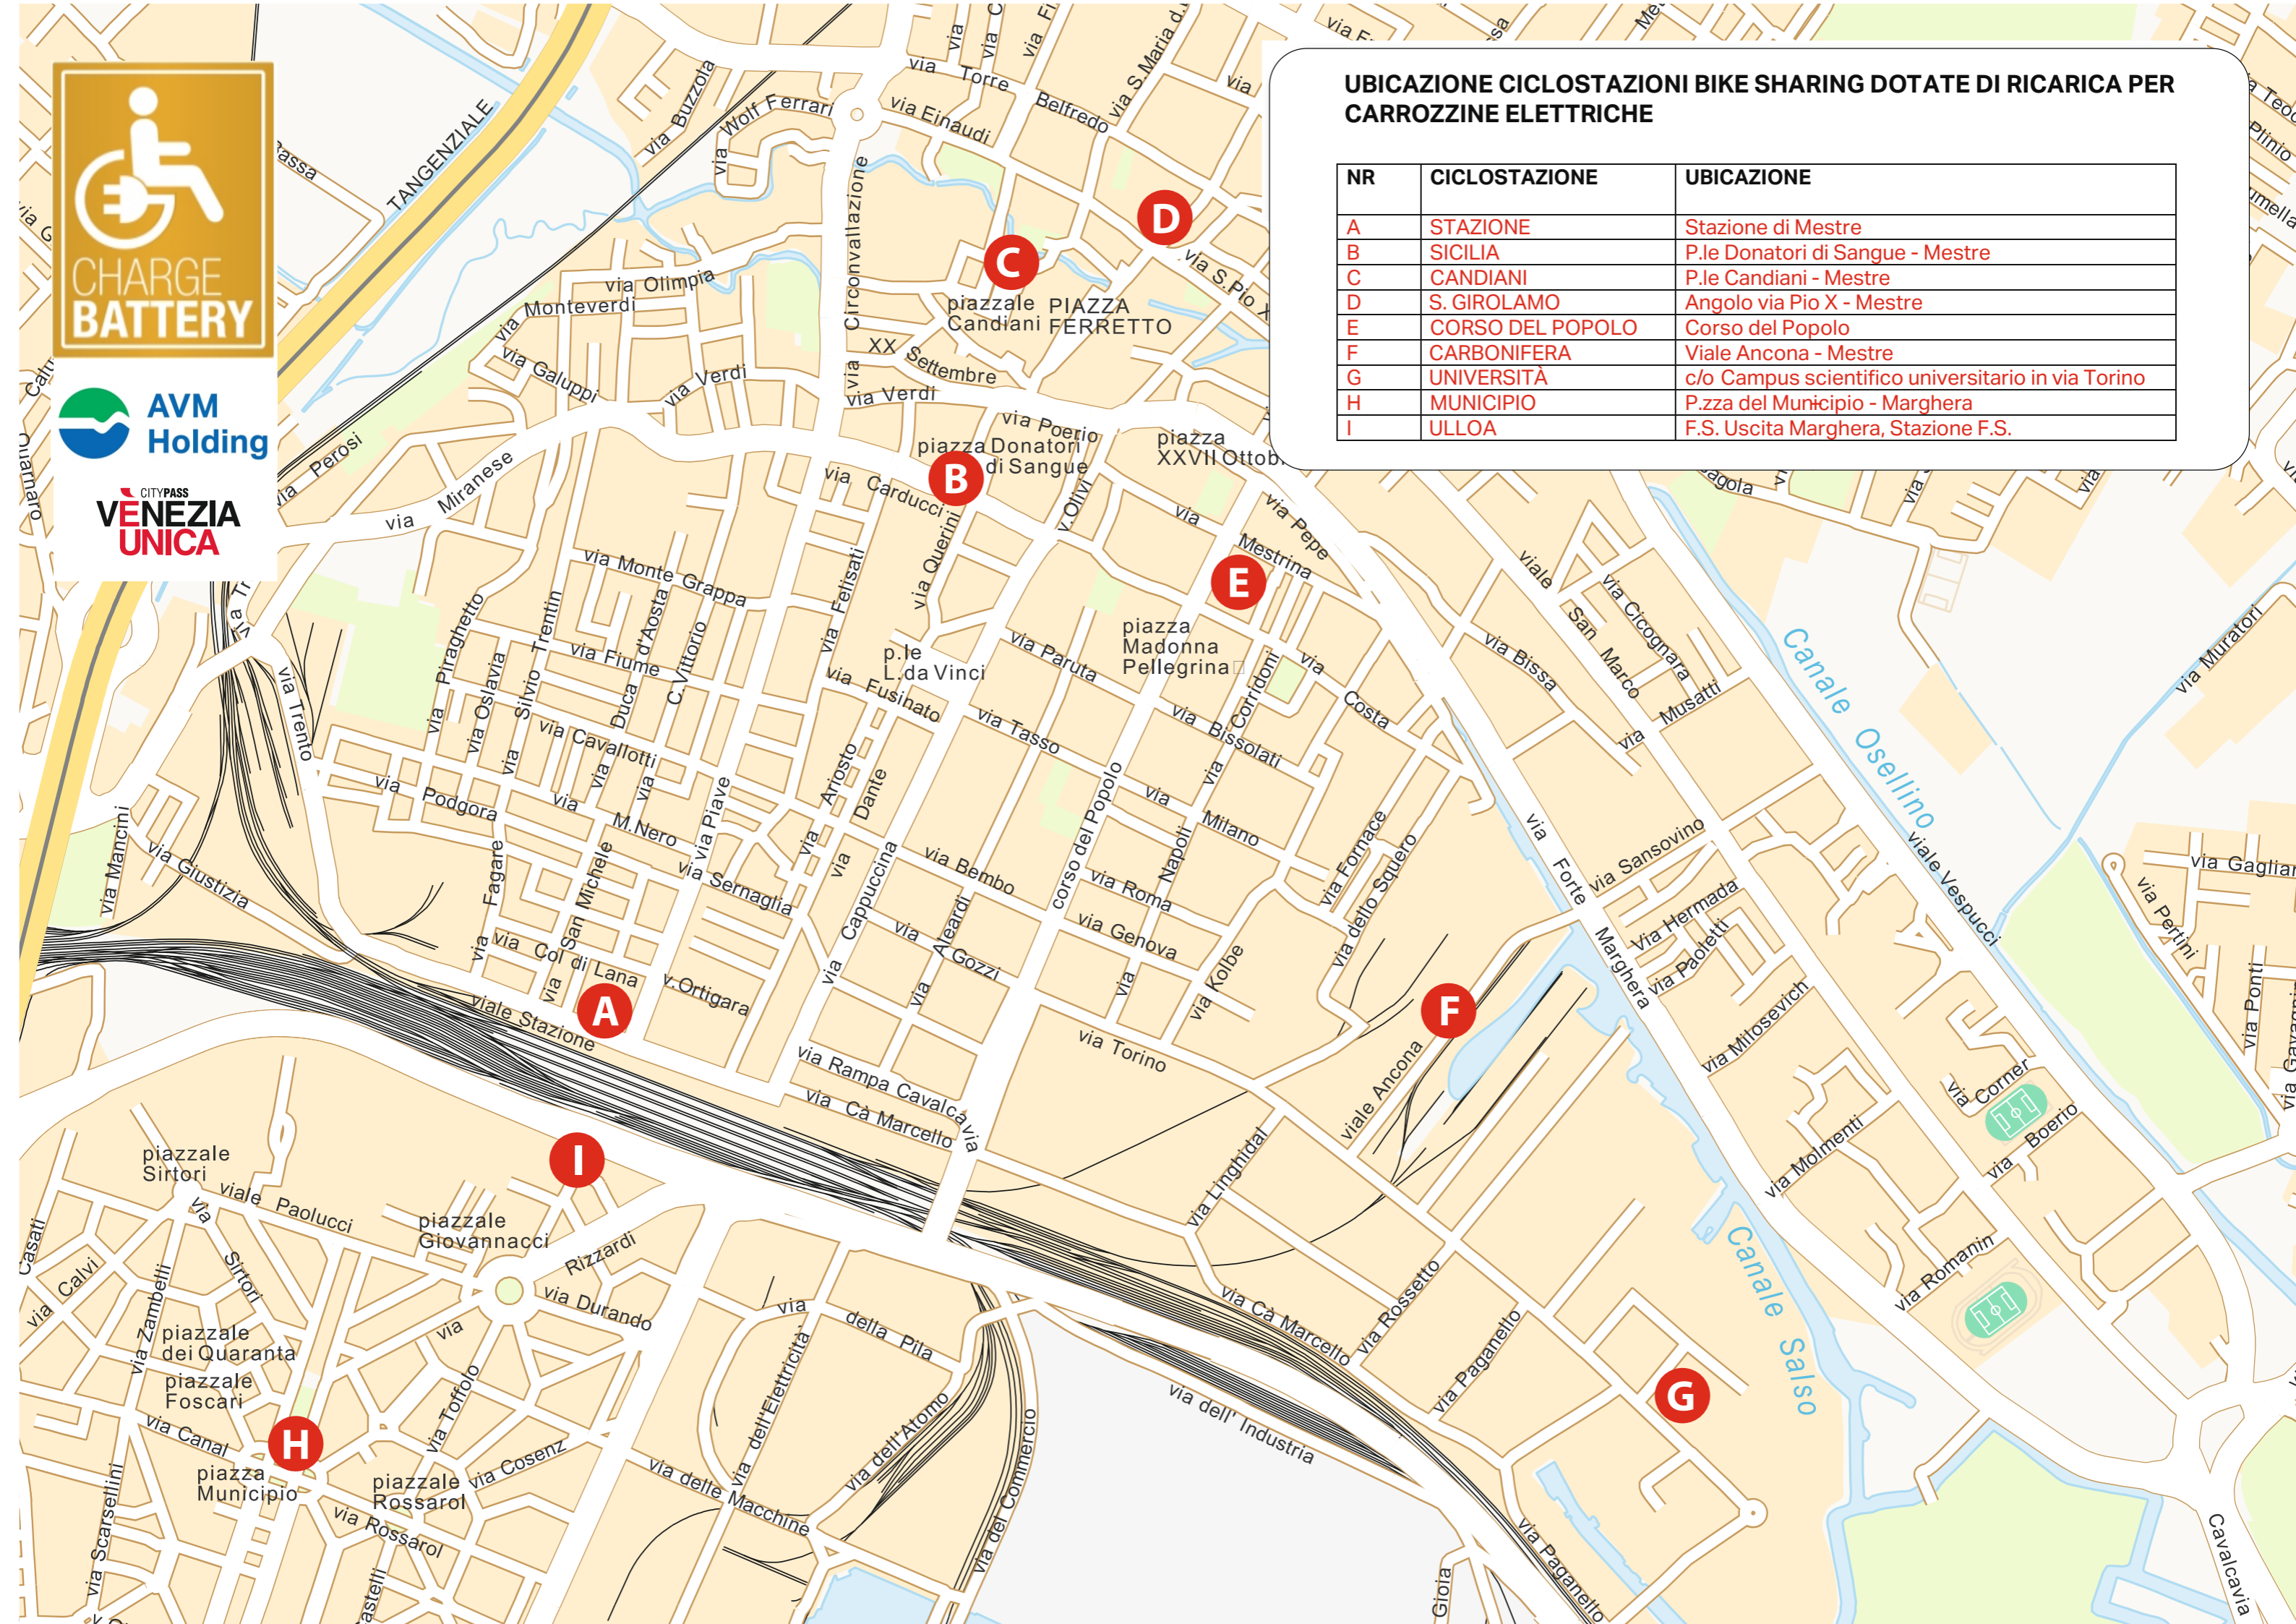 UBICAZIONE CICLOSTAZIONI BIKE SHARING DOTATE DI RICARICA PER
CARROZZINE ELETTRICHE
NR CICLOSTAZIONE UBICAZIONE
A STAZIONE Stazione di Mestre
B SICILIA P.le Donatori di Sangue - Mestre
C CANDIANI P.le Candiani - Mestre
D S. GIROLAMO Angolo via Pio X - Mestre
E CORSO DEL POPOLO Corso del Popolo
F CARBONIFERA Viale Ancona - Mestre
G UNIVERSITÀ c/o Campus scientifico universitario in via Torino
H MUNICIPIO P.zza del Municipio - Marghera
I ULLOA F.S. Uscita Marghera, Stazione F.S.
CHARGE
BATTERY
AVM
Holding
CITYPASS
VENEZIA
UNICA
TANGENZIALE
via Buzzola
via Wolf Ferrari
via Torre Belfredo
via Einaudi
via S.Maria d.
via Circonvallazione
D
C
via S.Pio X
piazzale
Candiani
PIAZZA
FERRETTO
via Olimpia
via Monteverdi
via Galuppi
via Verdi
XX Settembre
via Verdi
via Poerio
piazza Donatori
di Sangue
B
piazza
XXVII Ottob
via Perosi
via Miranese
via Carducci
v.Olivi
via Querini
via Felisati
via Pepe
via Mestrina
E
via Monte Grappa
via Piraghetto
via Oslavia
via Silvio Trentin
via Duca d'Aosta
via C.Vittorio
via Fiume
via Cavallotti
via Trento
via Podgora
via M.Nero
via Piave
via Fusinato
p.le
L.da Vinci
via Paruta
via Tasso
piazza
Madonna
Pellegrina
via Corridoni
via Costa
via Bissolati
via Bissa
viale San Marco
via Cicognara
via Musatti
Canale Osellino
via Muratori
via Ariosto
via Dante
via Cappuccina
corso del Popolo
via Milano
via Napoli
via Roma
via Genova
via Bembo
via Aleardi
via Gozzi
via Kolbe
via Fornace
via dello Squero
via Forte Marghera
via Sansovino
Via Hermada
via Paoletti
via Milosevich
viale Vespucci
via Gagliar
via Pertini
via Ponti
via Mancini
via Giustizia
via Fagare
via San Michele
via Sernaglia
via Col di Lana
v.Ortigara
A
viale Stazione
via Rampa Cavalcavia
via Cà Marcello
via Torino
F
viale Ancona
via Linghidal
via Corner
via Boerio
via Molmenti
via Romanin
Canale Salso
I
piazzale
Sirtori
viale Paolucci
via Sirtori
piazzale
Giovannacci
Rizzardi
via Durando
Casati
via Calvi
via Zambelli
piazzale
dei Quaranta
piazzale
Foscari
via Canal
H
piazza
Municipio
via Toffolo
piazzale
Rossarol
via Cosenz
via Rossarol
via Scarsellini
via
via della Pila
via dell'Elettricità
via dell'Atomo
via delle Macchine
via del Commercio
via dell' Industria
via Cà Marcello
via Rossetto
via Paganello
G
via Paganello
Gioia
Cavalcavia